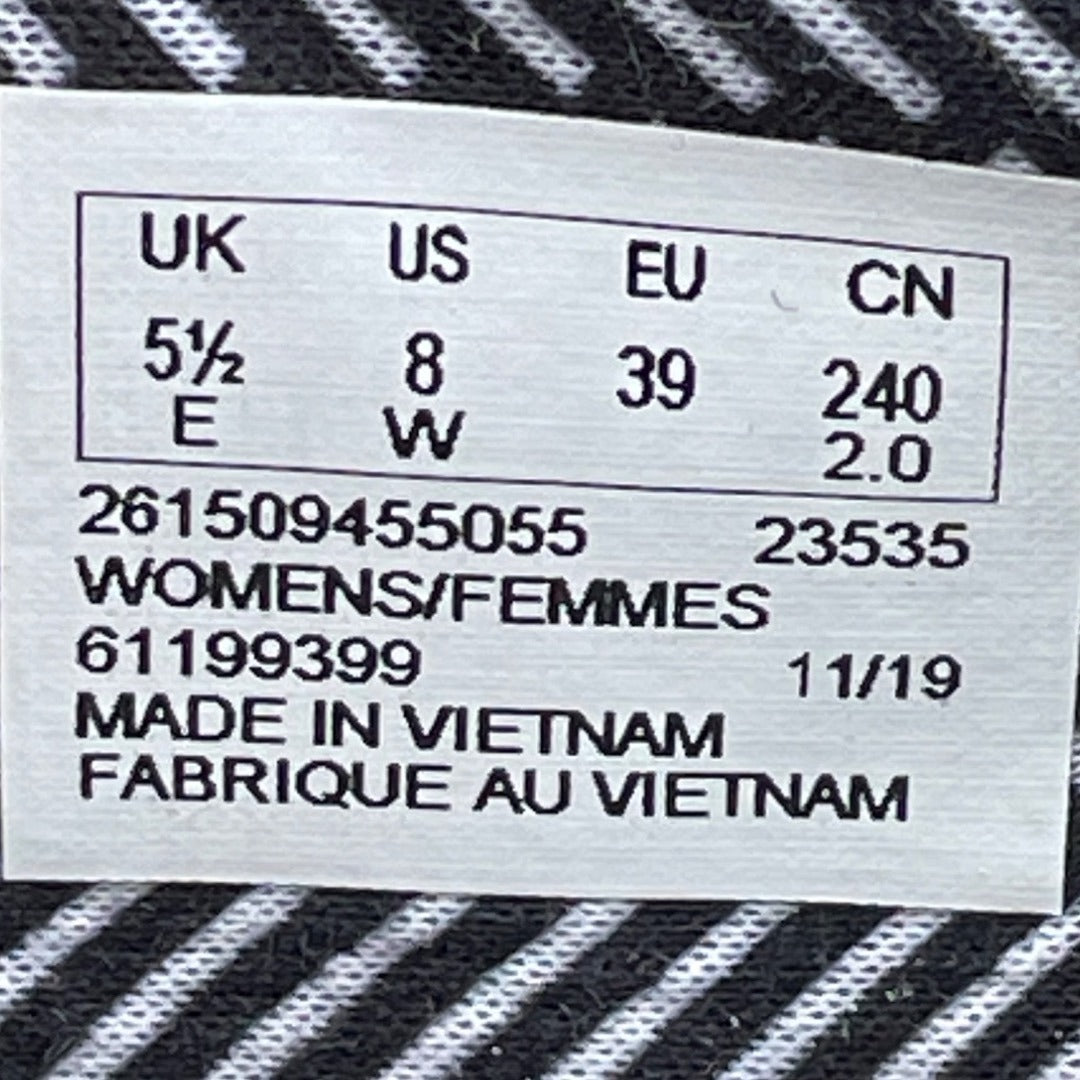 UK US EU CN
5½ 8 39 240
E W 2.0
261509455055 23535
WOMENS/FEMMES
61199399 11/19
MADE IN VIETNAM
FABRIQUE AU VIETNAM